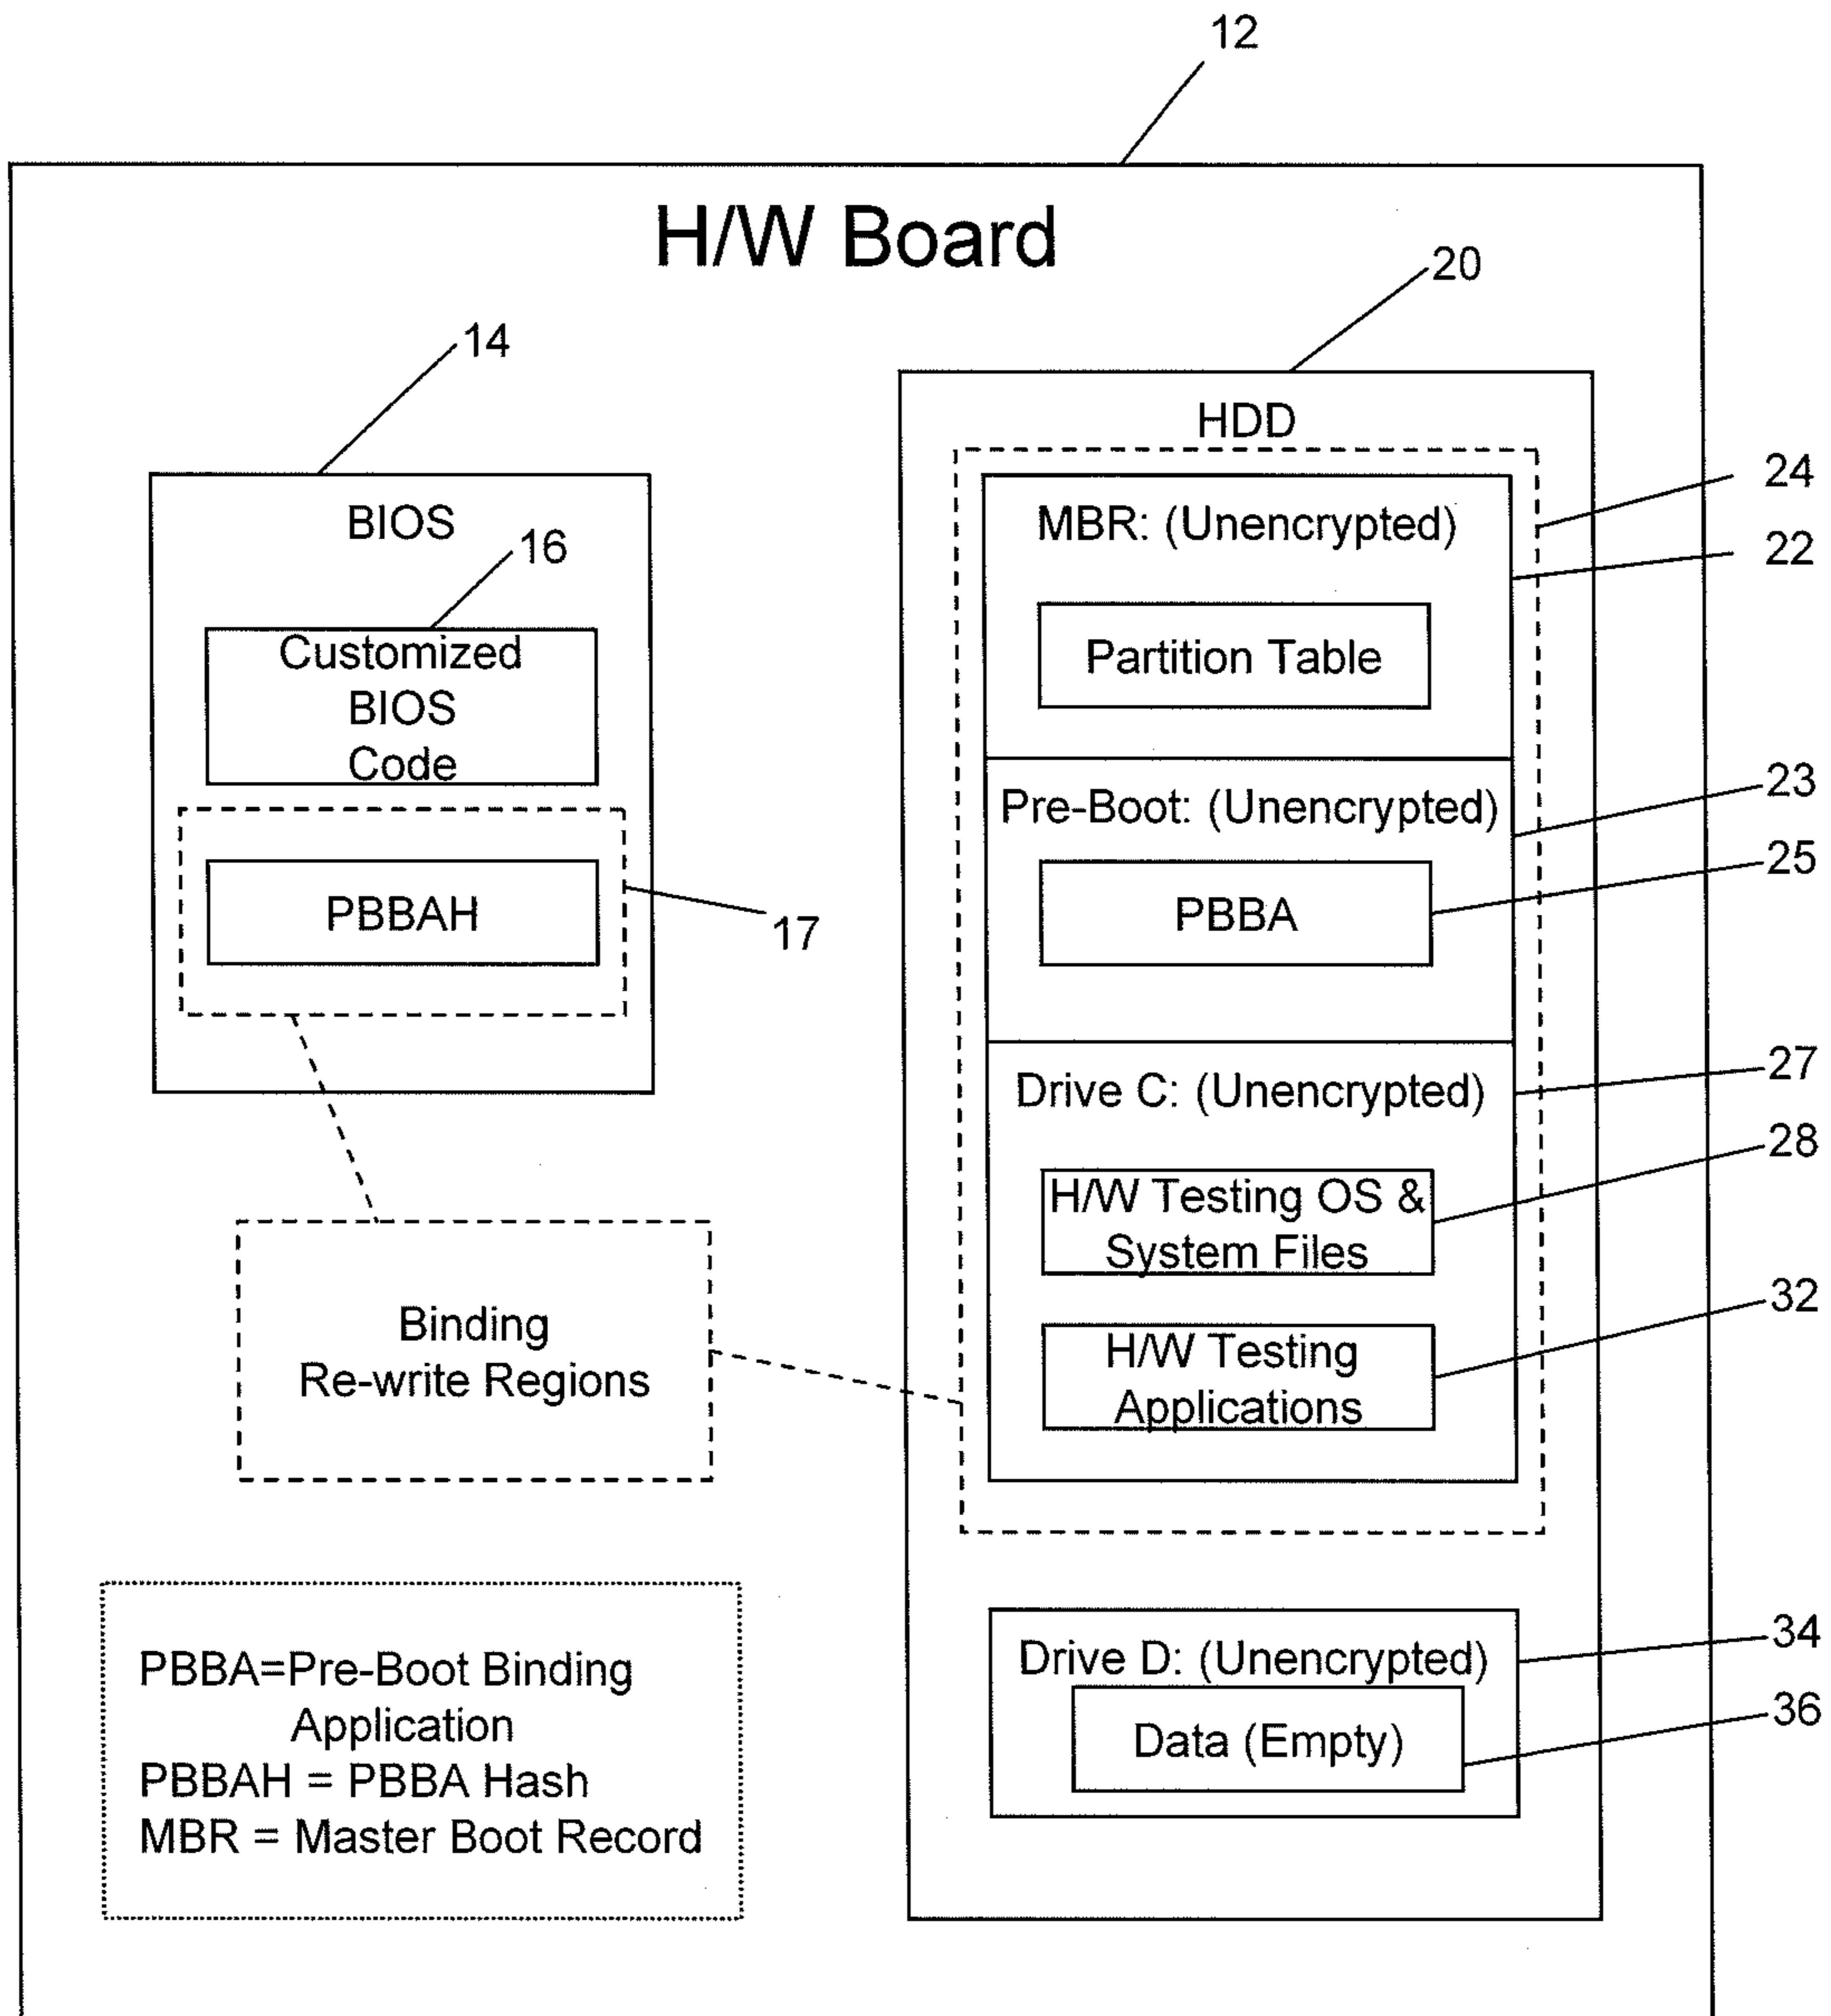 12
H/W Board
20
14
HDD
24
MBR: (Unencrypted)
BIOS
16
22
Customized
BIOS
Code
Partition Table
23
Pre-Boot: (Unencrypted)
25
PBBAH
PBBA
17
27
Drive C: (Unencrypted)
28
H/W Testing OS &
System Files
32
Binding
Re-write Regions
H/W Testing
Applications
34
Drive D: (Unencrypted)
36
Data (Empty)
PBBA=Pre-Boot Binding
Application
PBBAH = PBBA Hash
MBR = Master Boot Record